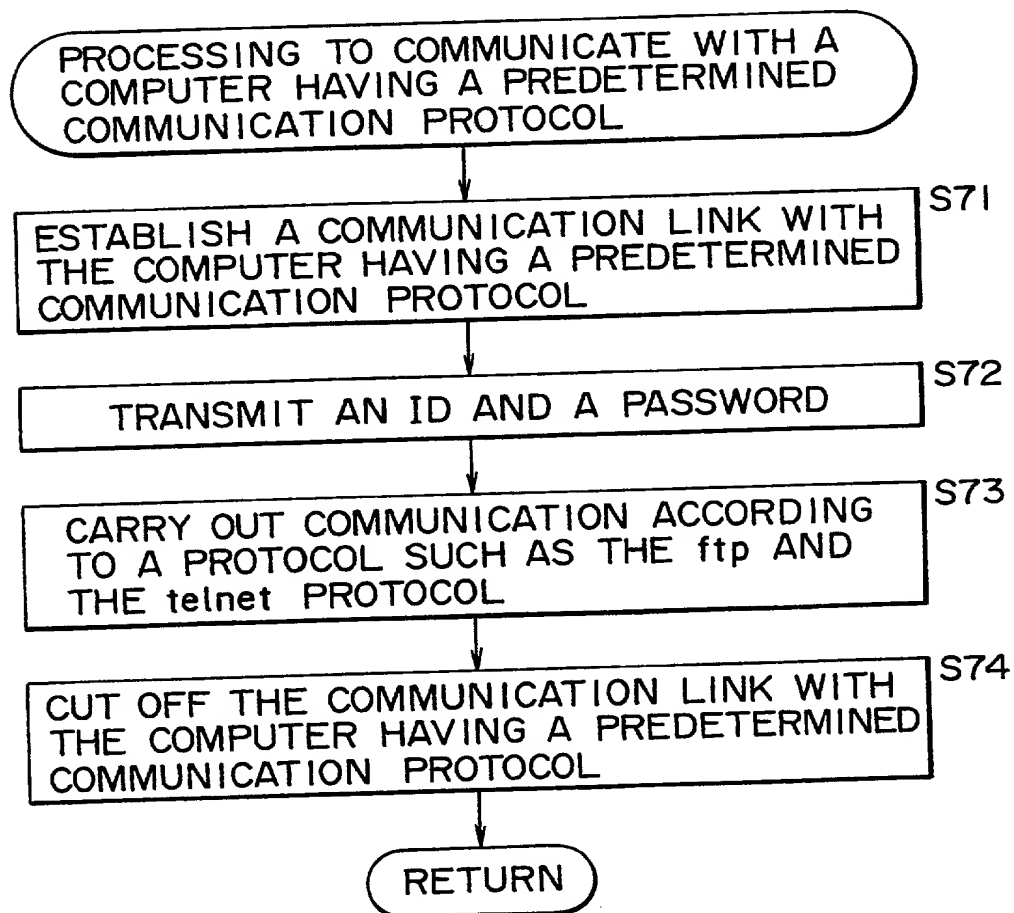 PROCESSING TO COMMUNICATE WITH A
COMPUTER HAVING A PREDETERMINED
COMMUNICATION PROTOCOL
S71
ESTABLISH A COMMUNICATION LINK WITH
THE COMPUTER HAVING A PREDETERMINED
COMMUNICATION PROTOCOL
S72
TRANSMIT AN ID AND A PASSWORD
S73
CARRY OUT COMMUNICATION ACCORDING
TO A PROTOCOL SUCH AS THE ftp AND
THE telnet PROTOCOL
S74
CUT OFF THE COMMUNICATION LINK WITH
THE COMPUTER HAVING A PREDETERMINED
COMMUNICATION PROTOCOL
RETURN